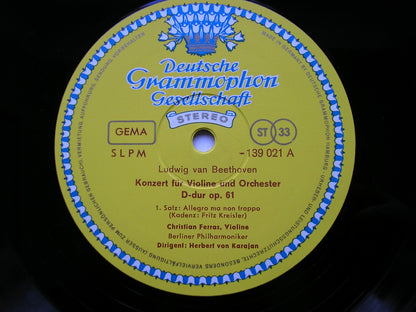 Deutsche
Grammophon
Gesellschaft
STEREO
GEMA
ST 33
SLPM
139 021 A
Ludwig van Beethoven
Konzert für Violine und Orchester
D-dur op. 61
1. Satz: Allegro ma non troppo
(Kadenz: Fritz Kreisler)
Christian Ferras, Violine
Berliner Philharmoniker
Dirigent: Herbert von Karajan